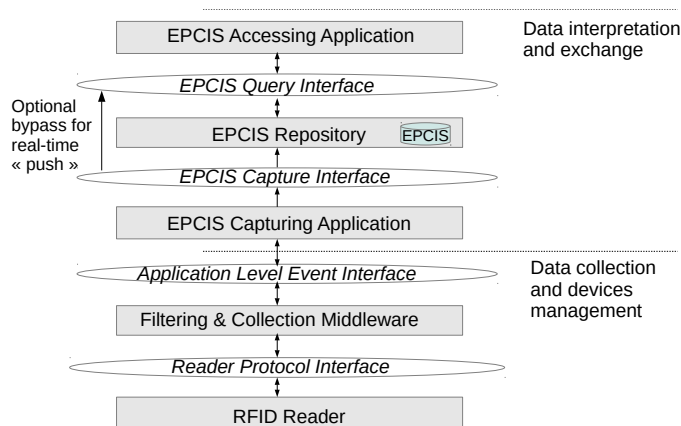 EPCIS Accessing Application
Data interpretation
and exchange
EPCIS Query Interface
Optional
bypass for
real-time
« push »
EPCIS Repository
EPCIS
EPCIS Capture Interface
EPCIS Capturing Application
Application Level Event Interface
Data collection
and devices
management
Filtering & Collection Middleware
Reader Protocol Interface
RFID Reader